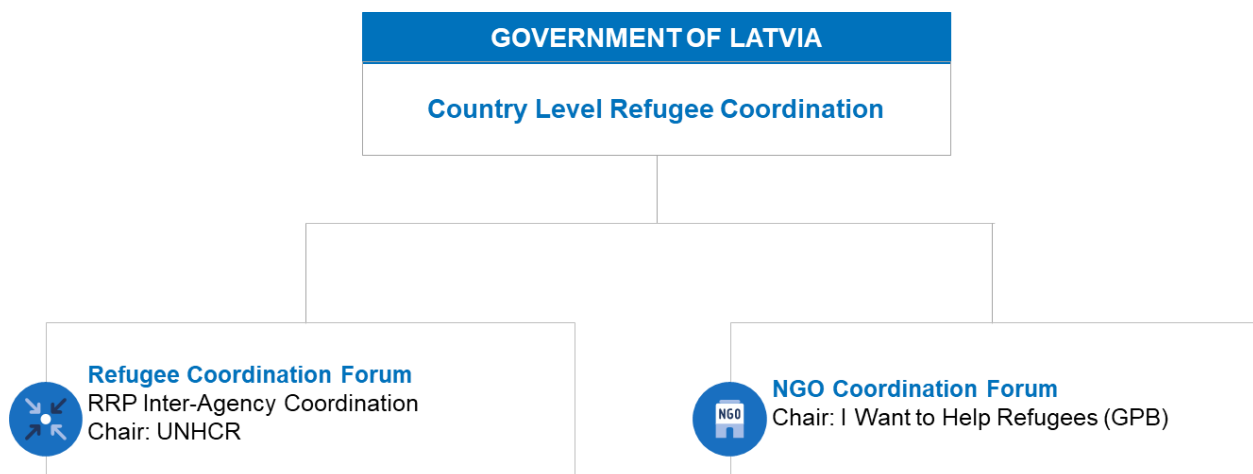 GOVERNMENT OF LATVIA
Country Level Refugee Coordination
Refugee Coordination Forum
RRP Inter-Agency Coordination
Chair: UNHCR
NGO
NGO Coordination Forum
Chair: I Want to Help Refugees (GPB)